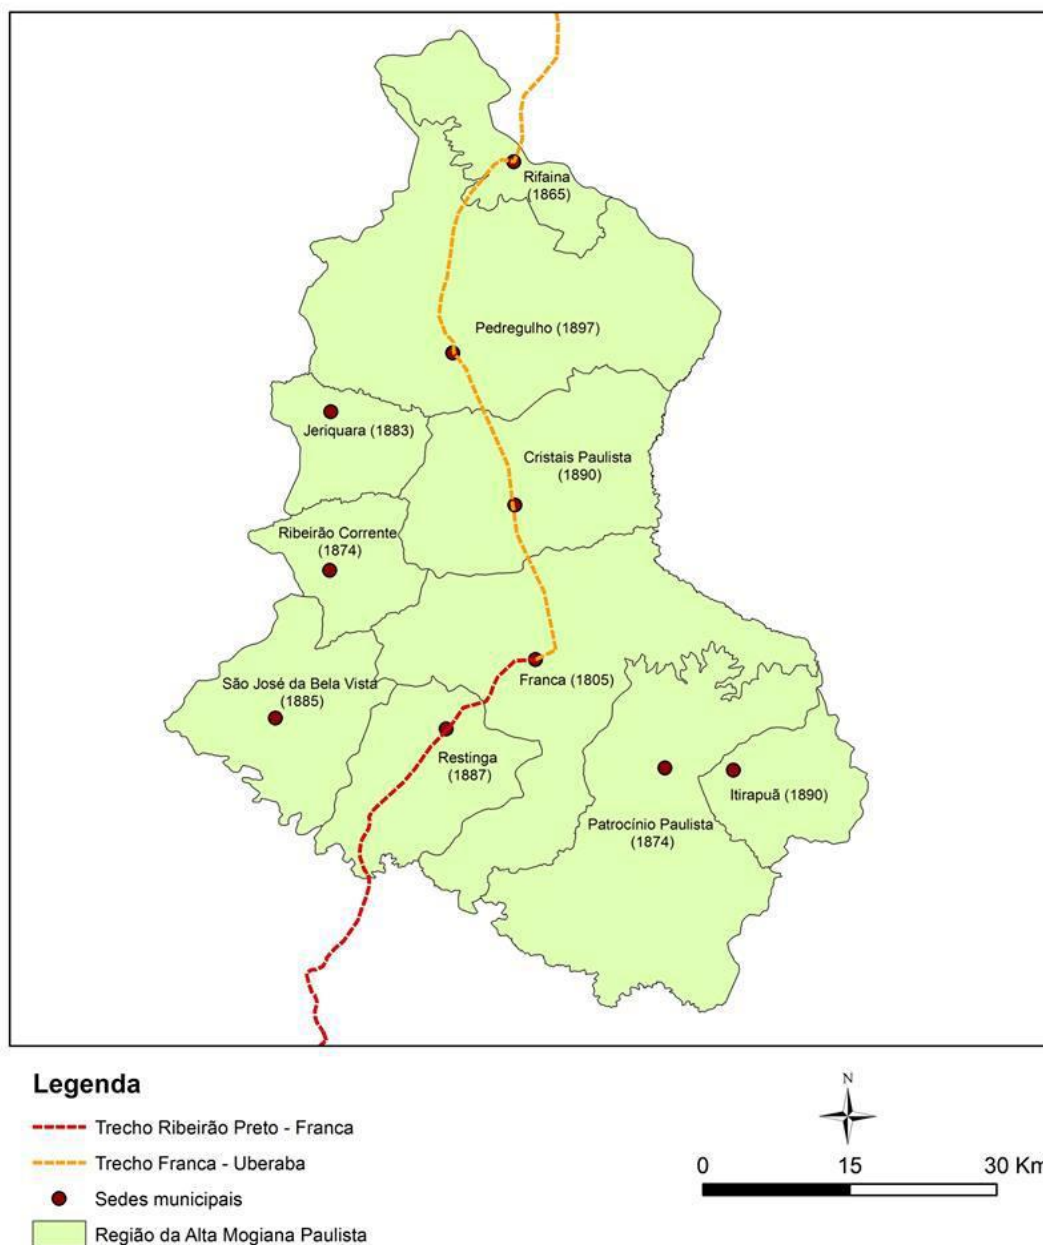 Rifaina
(1865)
Pedregulho (1897)
Jeriquara (1883)
Cristais Paulista
(1890)
Ribeirão Corrente
(1874)
São José da Bela Vista
(1885)
Franca (1805)
Restinga
(1887)
Itirapuã (1890)
Patrocínio Paulista
(1874)
Legenda
Trecho Ribeirão Preto - Franca
Trecho Franca - Uberaba
Sedes municipais
Região da Alta Mogiana Paulista
N
0 15 30 Km